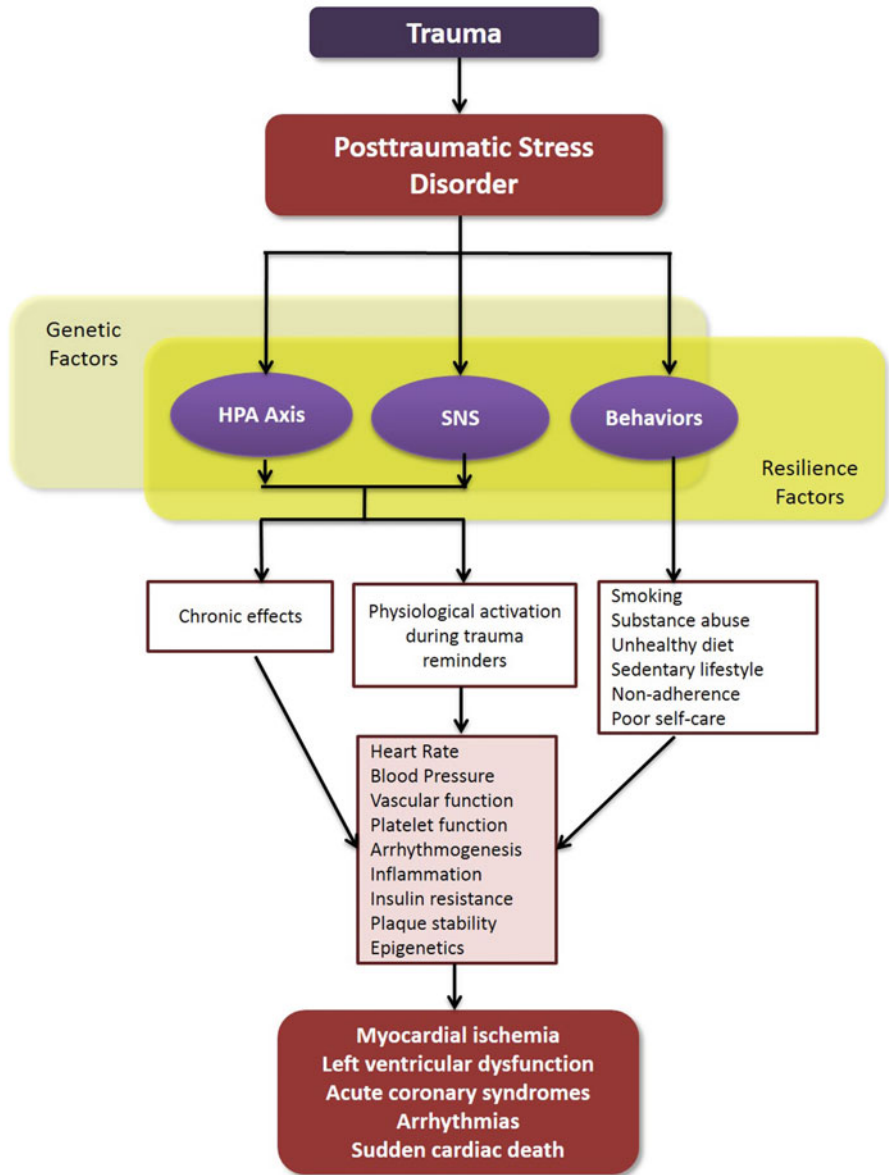 Trauma
Posttraumatic Stress
Disorder
Genetic
Factors
HPA Axis
SNS
Behaviors
Resilience
Factors
Chronic effects
Physiological activation
during trauma
reminders
Smoking
Substance abuse
Unhealthy diet
Sedentary lifestyle
Non-adherence
Poor self-care
Heart Rate
Blood Pressure
Vascular function
Platelet function
Arrhythmogenesis
Inflammation
Insulin resistance
Plaque stability
Epigenetics
Myocardial ischemia
Left ventricular dysfunction
Acute coronary syndromes
Arrhythmias
Sudden cardiac death